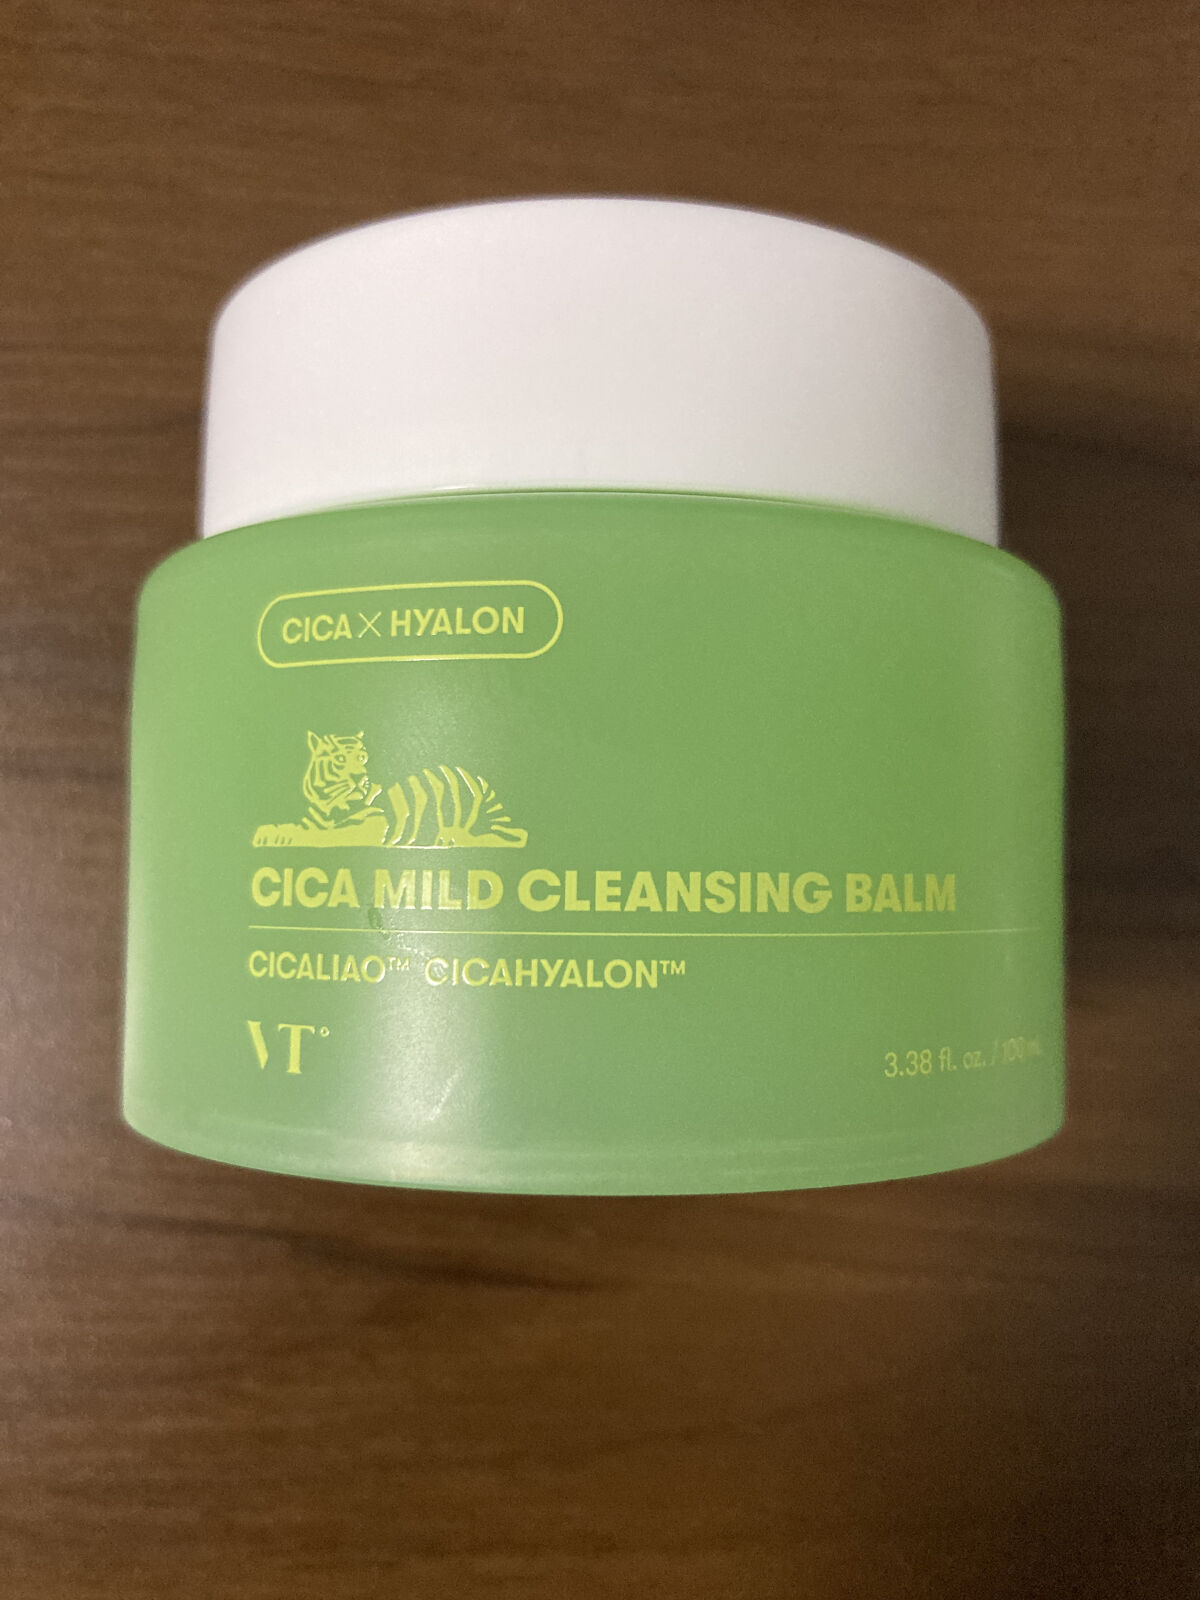 CICA × HYALON
CICA MILD CLEANSING BALM
CICALIAO™ CICAHYALON™
VT°
3.38 fl. oz. / 100 mL